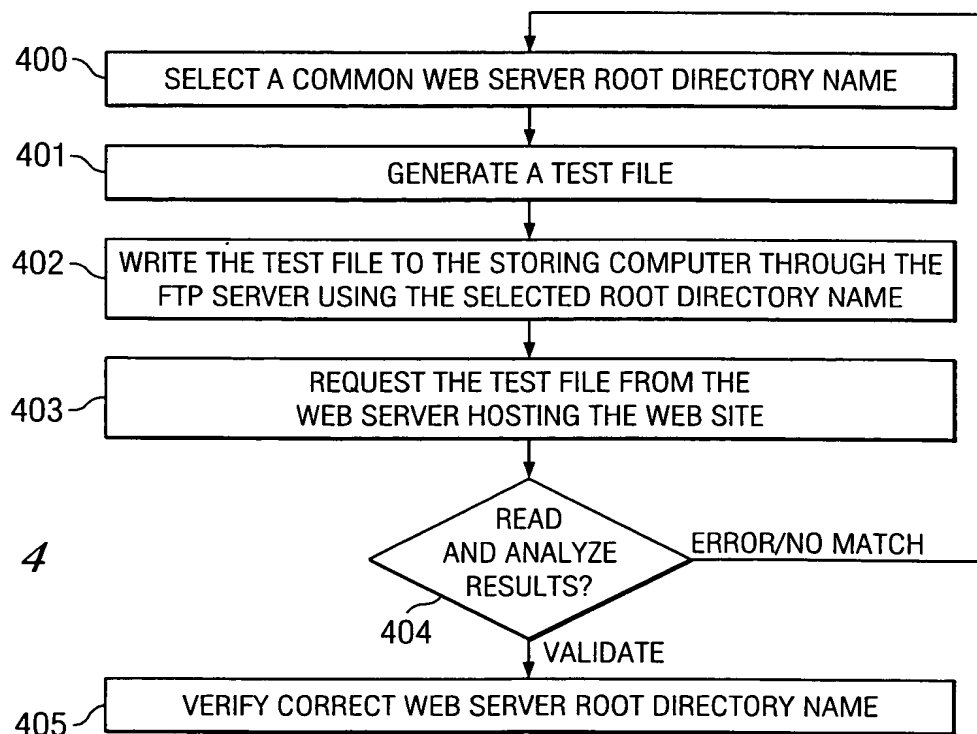 400
SELECT A COMMON WEB SERVER ROOT DIRECTORY NAME
401
GENERATE A TEST FILE
402
WRITE THE TEST FILE TO THE STORING COMPUTER THROUGH THE
FTP SERVER USING THE SELECTED ROOT DIRECTORY NAME
403
REQUEST THE TEST FILE FROM THE
WEB SERVER HOSTING THE WEB SITE
4
READ
AND ANALYZE
RESULTS?
ERROR/NO MATCH
404
VALIDATE
405
VERIFY CORRECT WEB SERVER ROOT DIRECTORY NAME